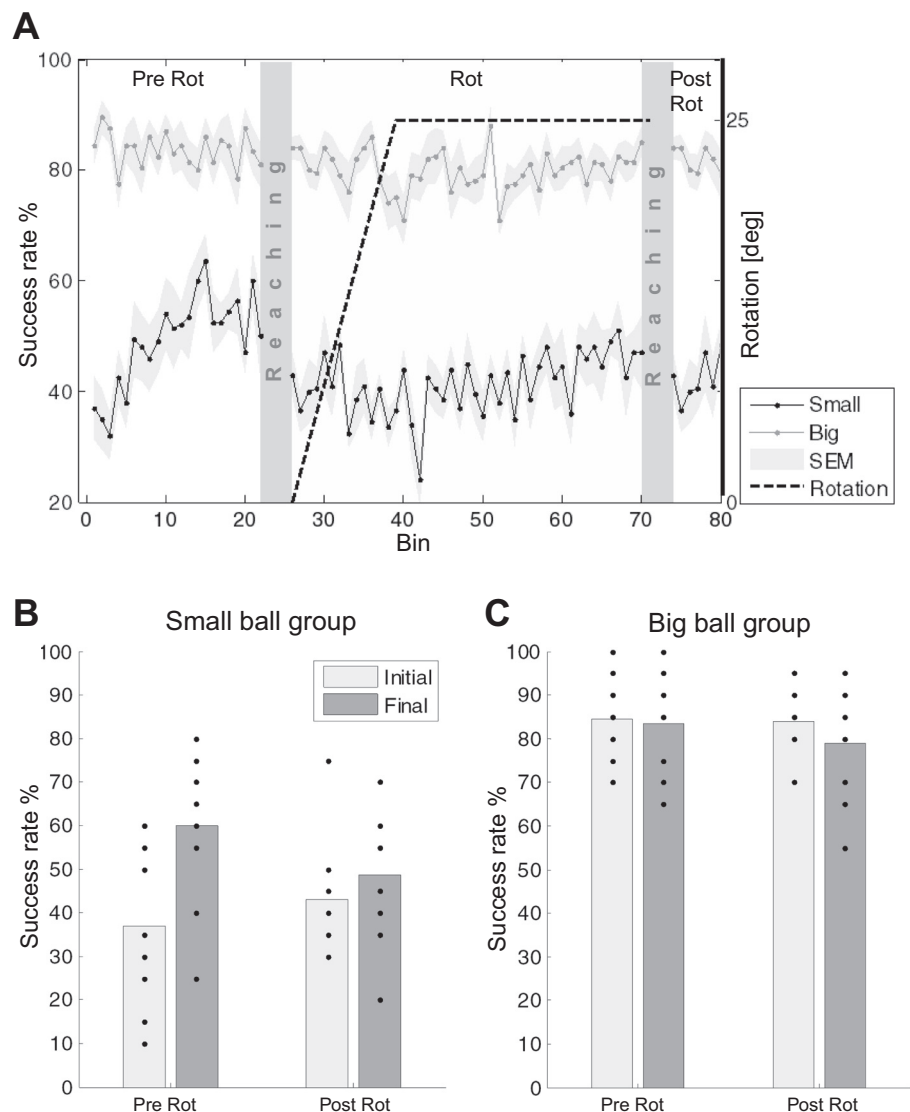 A
100
80
60
40
20
Success rate %
Pre Rot
Rot
Post
Rot
Reaching
Reaching
25
0
Rotation [deg]
0
10
20
30
40
50
60
70
80
Bin
Small
Big
SEM
Rotation
B
Small ball group
100
90
80
70
60
50
40
30
20
10
0
Success rate %
Initial
Final
Pre Rot
Post Rot
C
Big ball group
100
90
80
70
60
50
40
30
20
10
0
Success rate %
Pre Rot
Post Rot